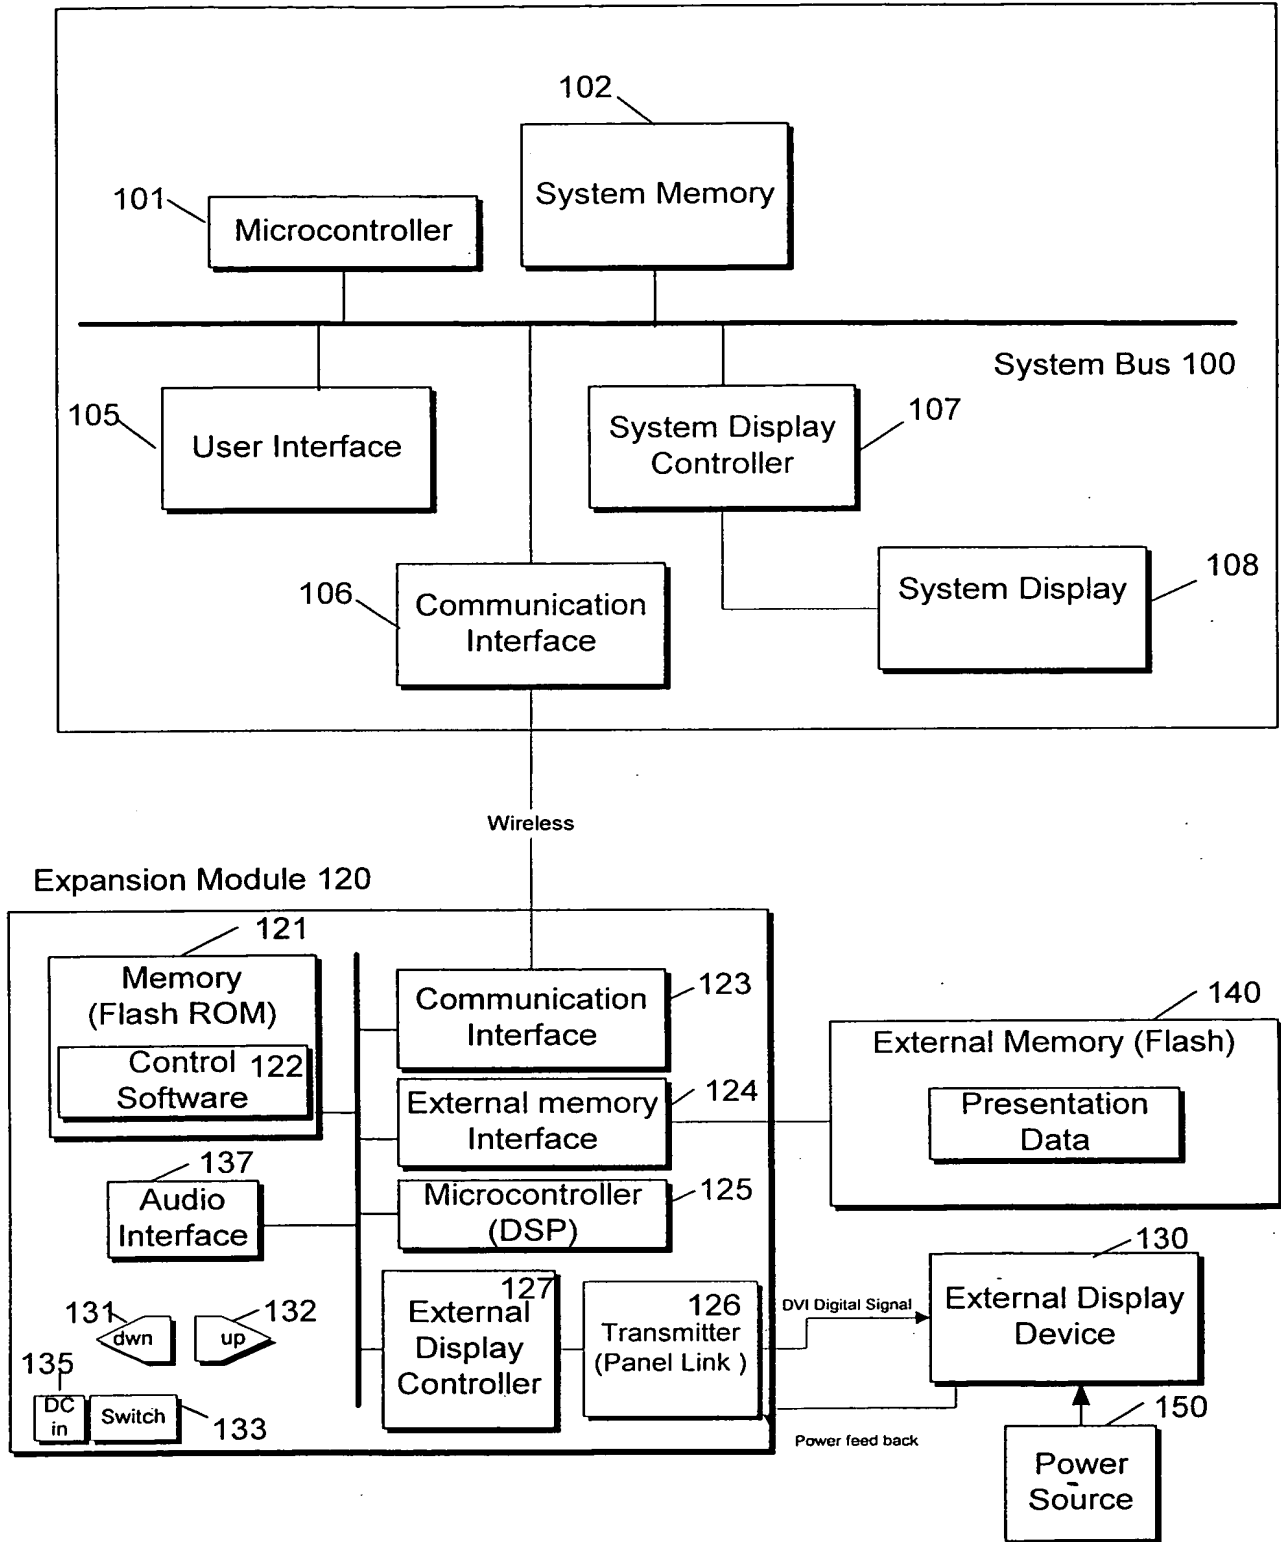 102
System Memory
101
Microcontroller
System Bus 100
105
User Interface
System Display
Controller
107
106
Communication
Interface
System Display
108
Wireless
Expansion Module 120
121
Memory
(Flash ROM)
Control
Software
122
Communication
Interface
123
External memory
Interface
124
140
External Memory (Flash)
Presentation
Data
137
Audio
Interface
Microcontroller
(DSP)
125
127
External
Display
Controller
126
Transmitter
(Panel Link )
DVI Digital Signal
130
External Display
Device
131
dwn
132
up
135
DC
in
Switch
133
Power feed back
150
Power
Source